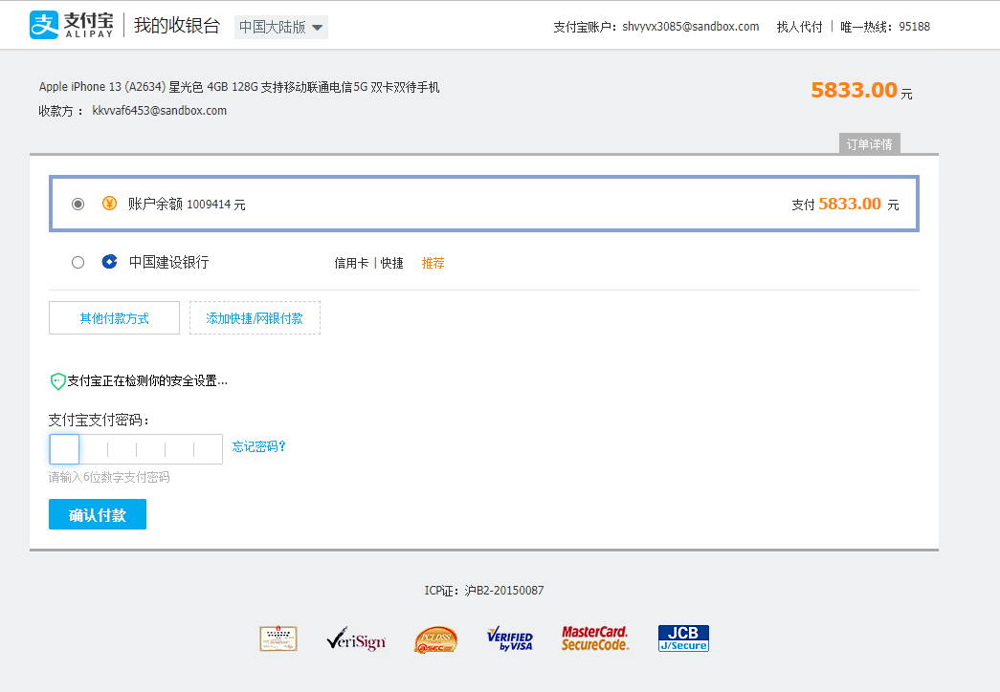 支付宝 ALIPAY 我的收银台 中国大陆版 支付宝账户：shvyvx3085@sandbox.com 找人代付 唯一热线：95188
Apple iPhone 13 (A2634) 星光色 4GB 128G 支持移动联通电信5G 双卡双待手机 5833.00 元
收款方： kkvvaf6453@sandbox.com
订单详情
账户余额 1009414 元 支付 5833.00 元
中国建设银行 信用卡 | 快捷 推荐
其他付款方式 添加快捷/网银付款
支付宝正在检测你的安全设置...
支付宝支付密码：
忘记密码?
请输入6位数字支付密码
确认付款
ICP证：沪B2-20150087
VeriSign PCI DSS @SEC VERIFIED by VISA MasterCard. SecureCode. JCB J/Secure